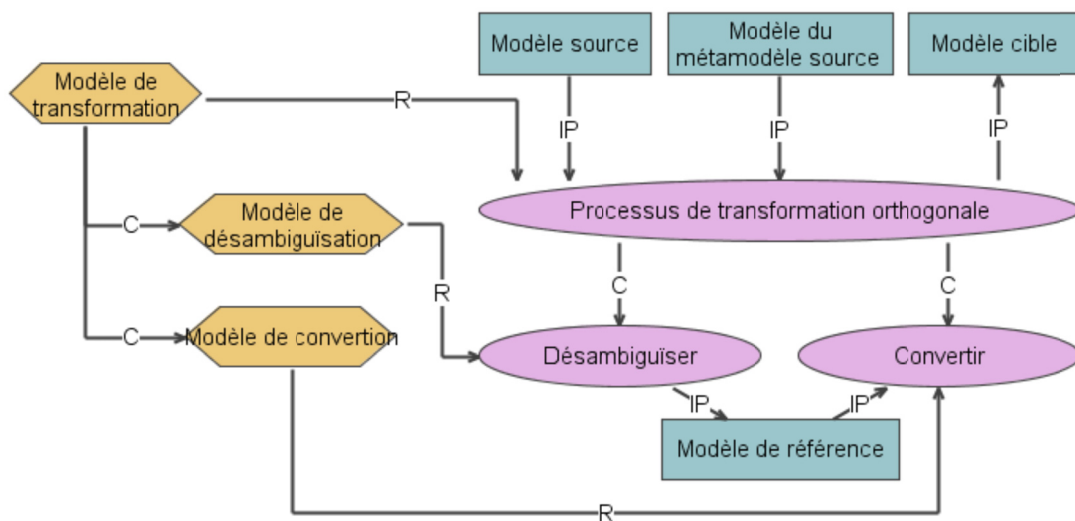 Modèle source
Modèle du
métamodèle source
Modèle cible
Modèle de
transformation
R
IP
IP
IP
Modèle de
désambiguïsation
C
Processus de transformation orthogonale
R
C
C
C
Modèle de convertion
Désambiguïser
Convertir
IP
IP
Modèle de référence
R